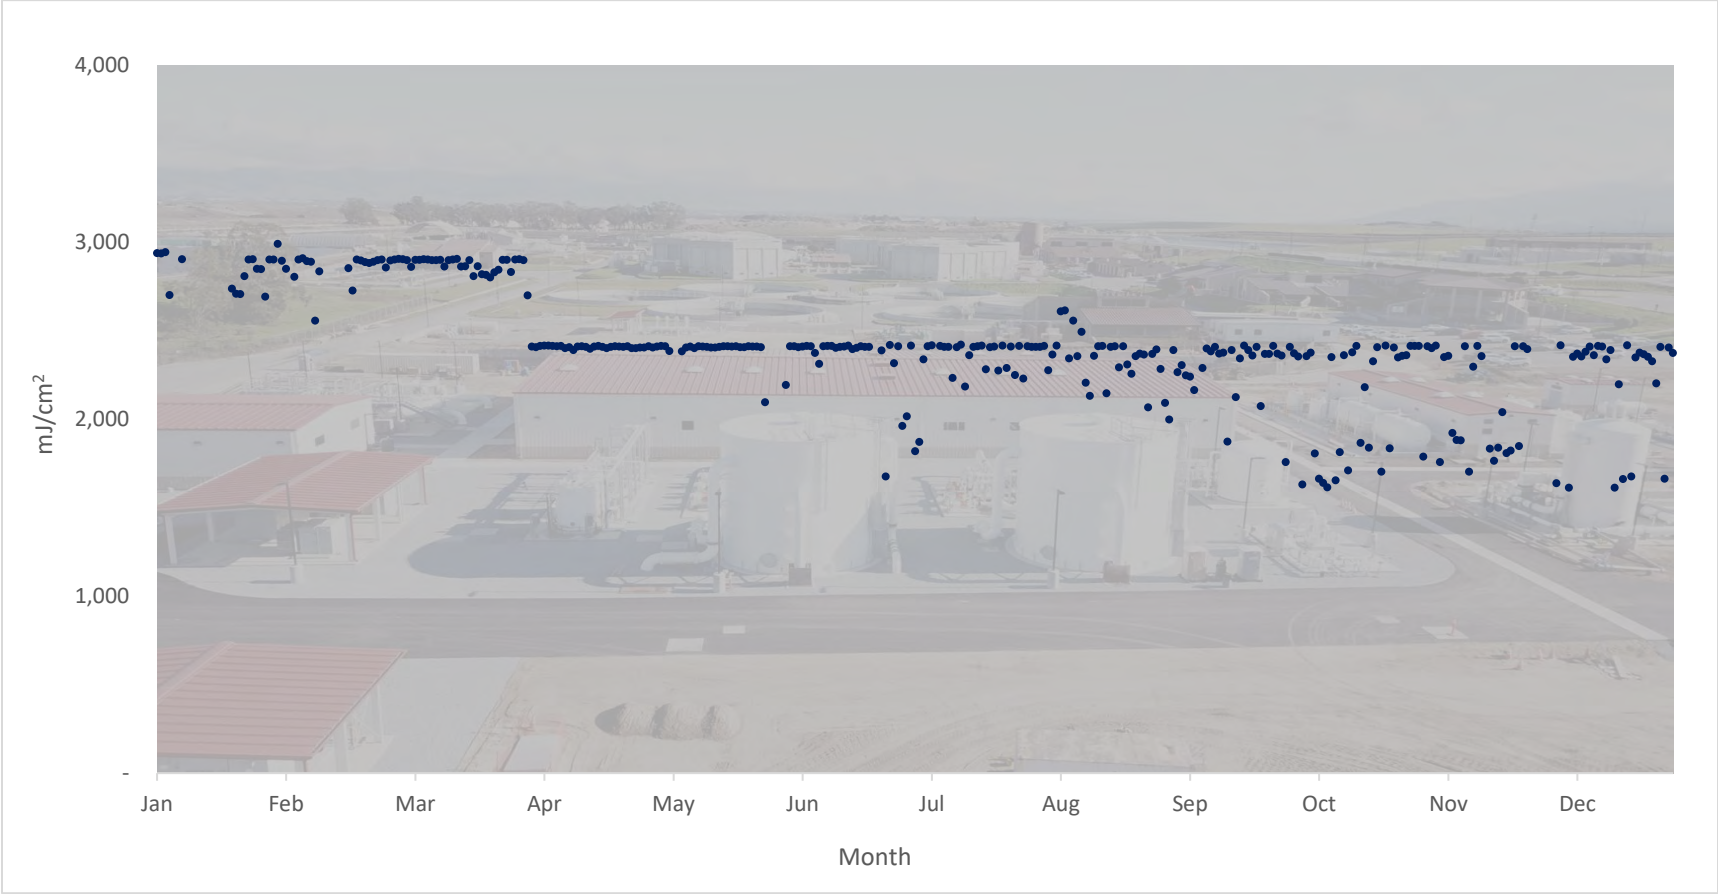 4,000
3,000
2,000
1,000
-
mJ/cm²
Jan Feb Mar Apr May Jun Jul Aug Sep Oct Nov Dec
Month